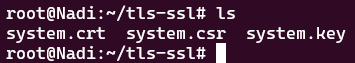 root@Nadi:~/tls-ssl# ls
system.crt  system.csr  system.key
root@Nadi:~/tls-ssl#